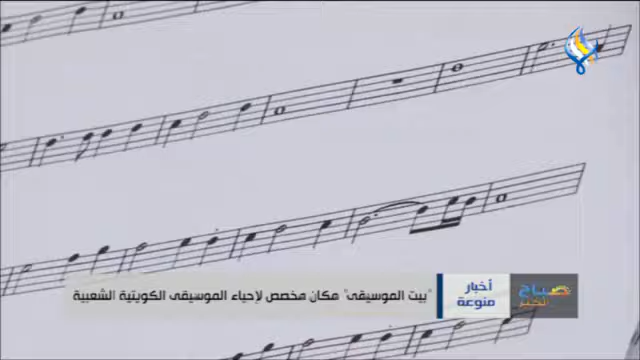 "بيت الموسيقى" مكان مخصص لإحياء الموسيقى الكويتية الشعبية
أخبار
منوعة
صباح
الخير